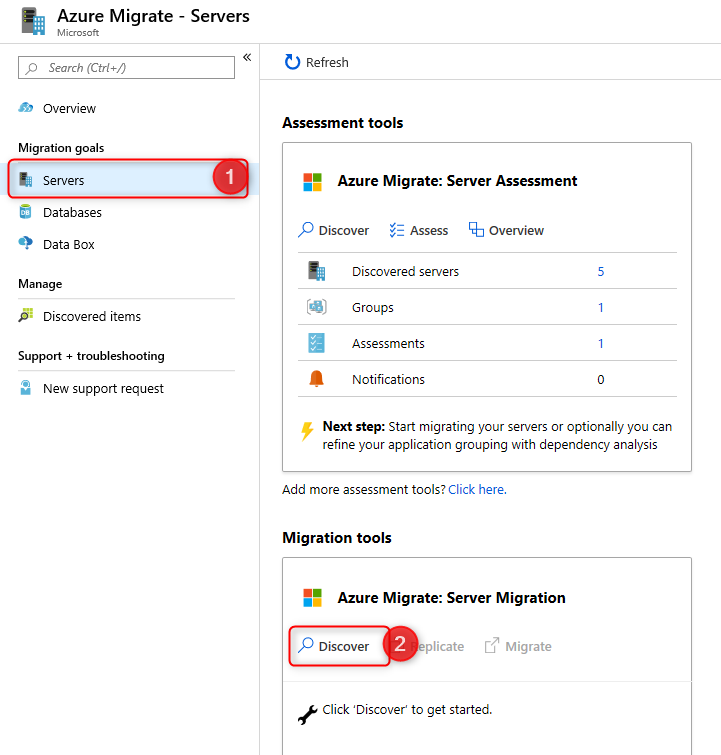 Azure Migrate - Servers
Microsoft
Search (Ctrl+/)
«
Overview
Migration goals
Servers
1
Databases
Data Box
Manage
Discovered items
Support + troubleshooting
New support request
Refresh
Assessment tools
Azure Migrate: Server Assessment
Discover Assess Overview
Discovered servers 5
Groups 1
Assessments 1
Notifications 0
Next step: Start migrating your servers or optionally you can
refine your application grouping with dependency analysis
Add more assessment tools? Click here.
Migration tools
Azure Migrate: Server Migration
Discover 2 Replicate Migrate
Click 'Discover' to get started.